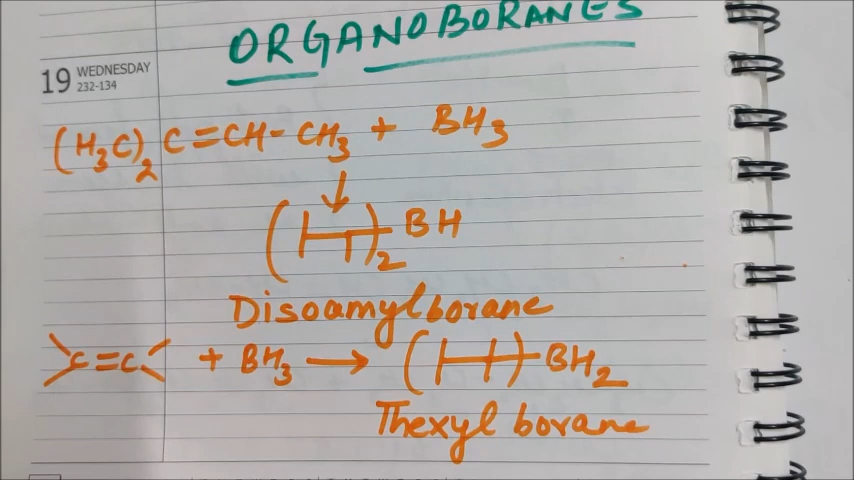 ORGANOBORANES
19 WEDNESDAY
232-134
(H3C)2 C=CH-CH3 + BH3
( )2 BH
Disoamylborane
C=C + BH3 → ( ) BH2
Thexyl borane